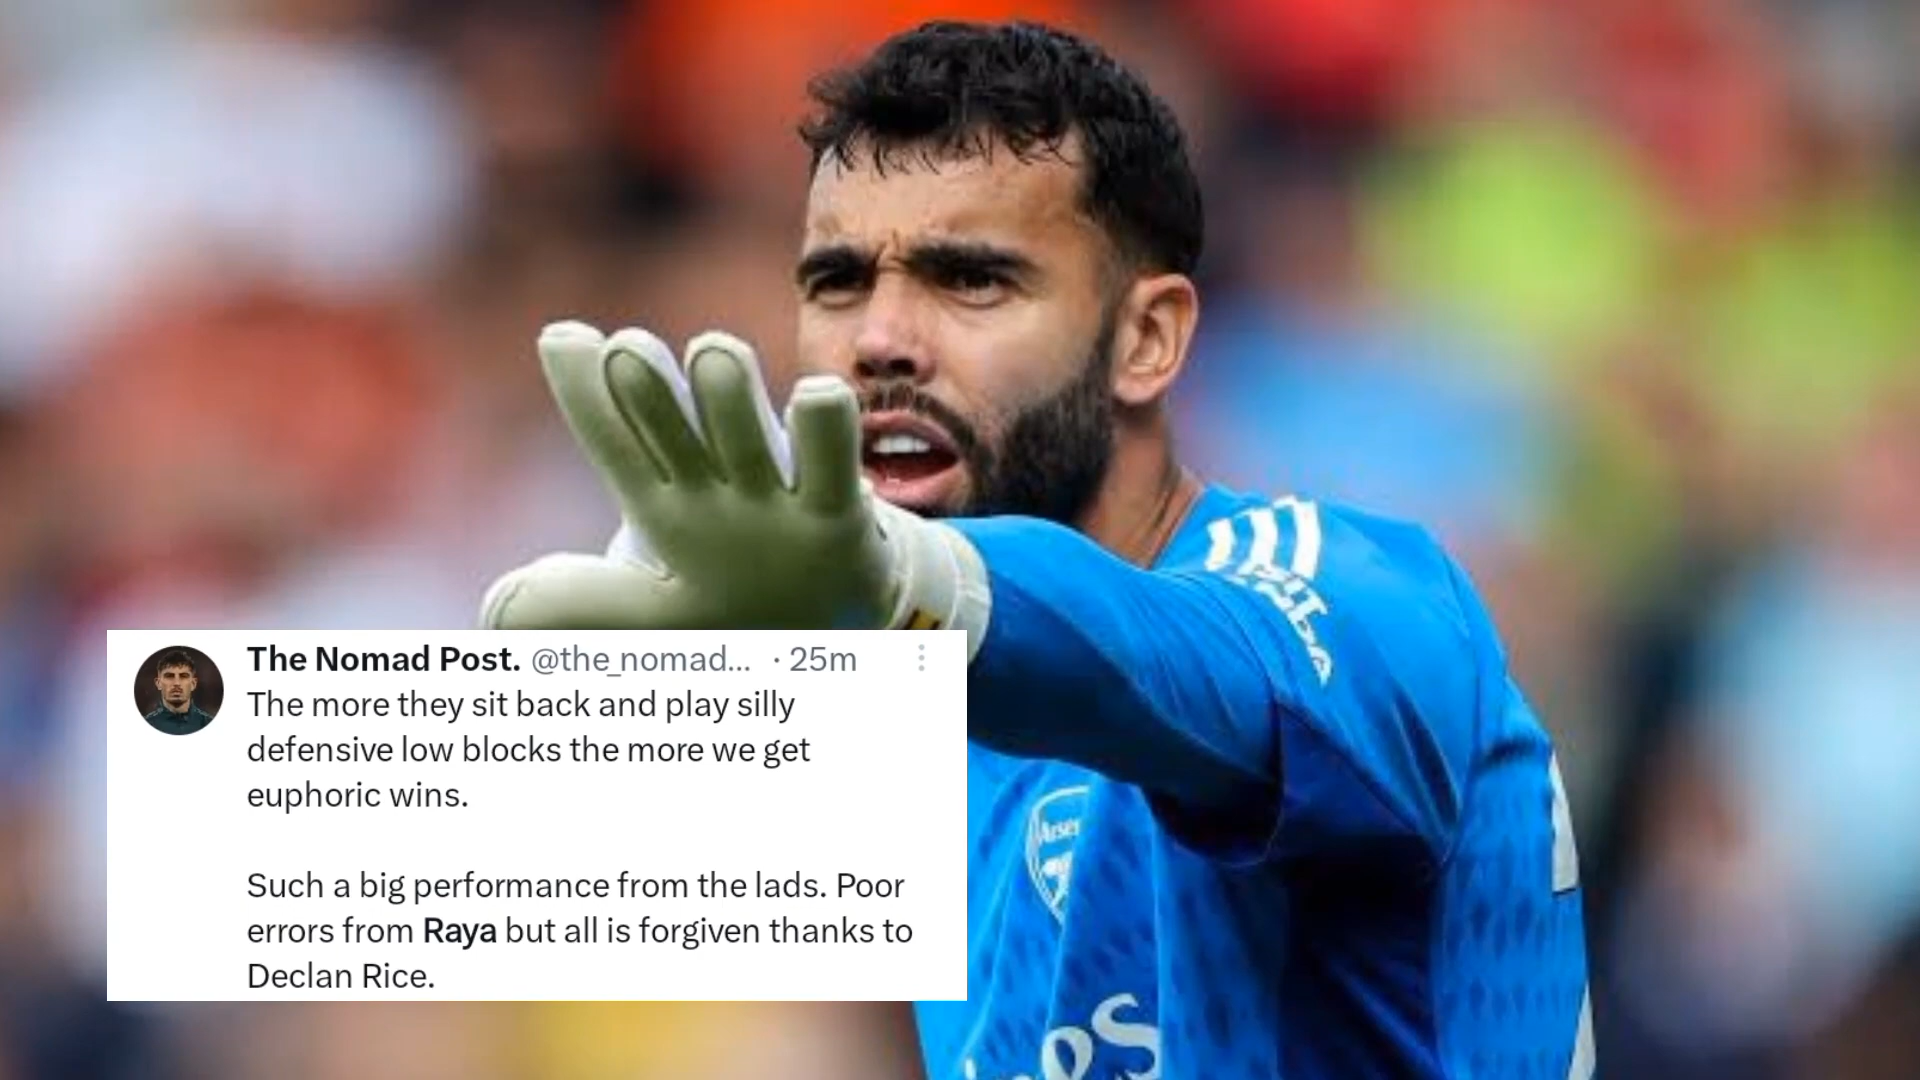 The Nomad Post. @the_nomad... · 25m
The more they sit back and play silly
defensive low blocks the more we get
euphoric wins.
Such a big performance from the lads. Poor
errors from Raya but all is forgiven thanks to
Declan Rice.
Arsenal